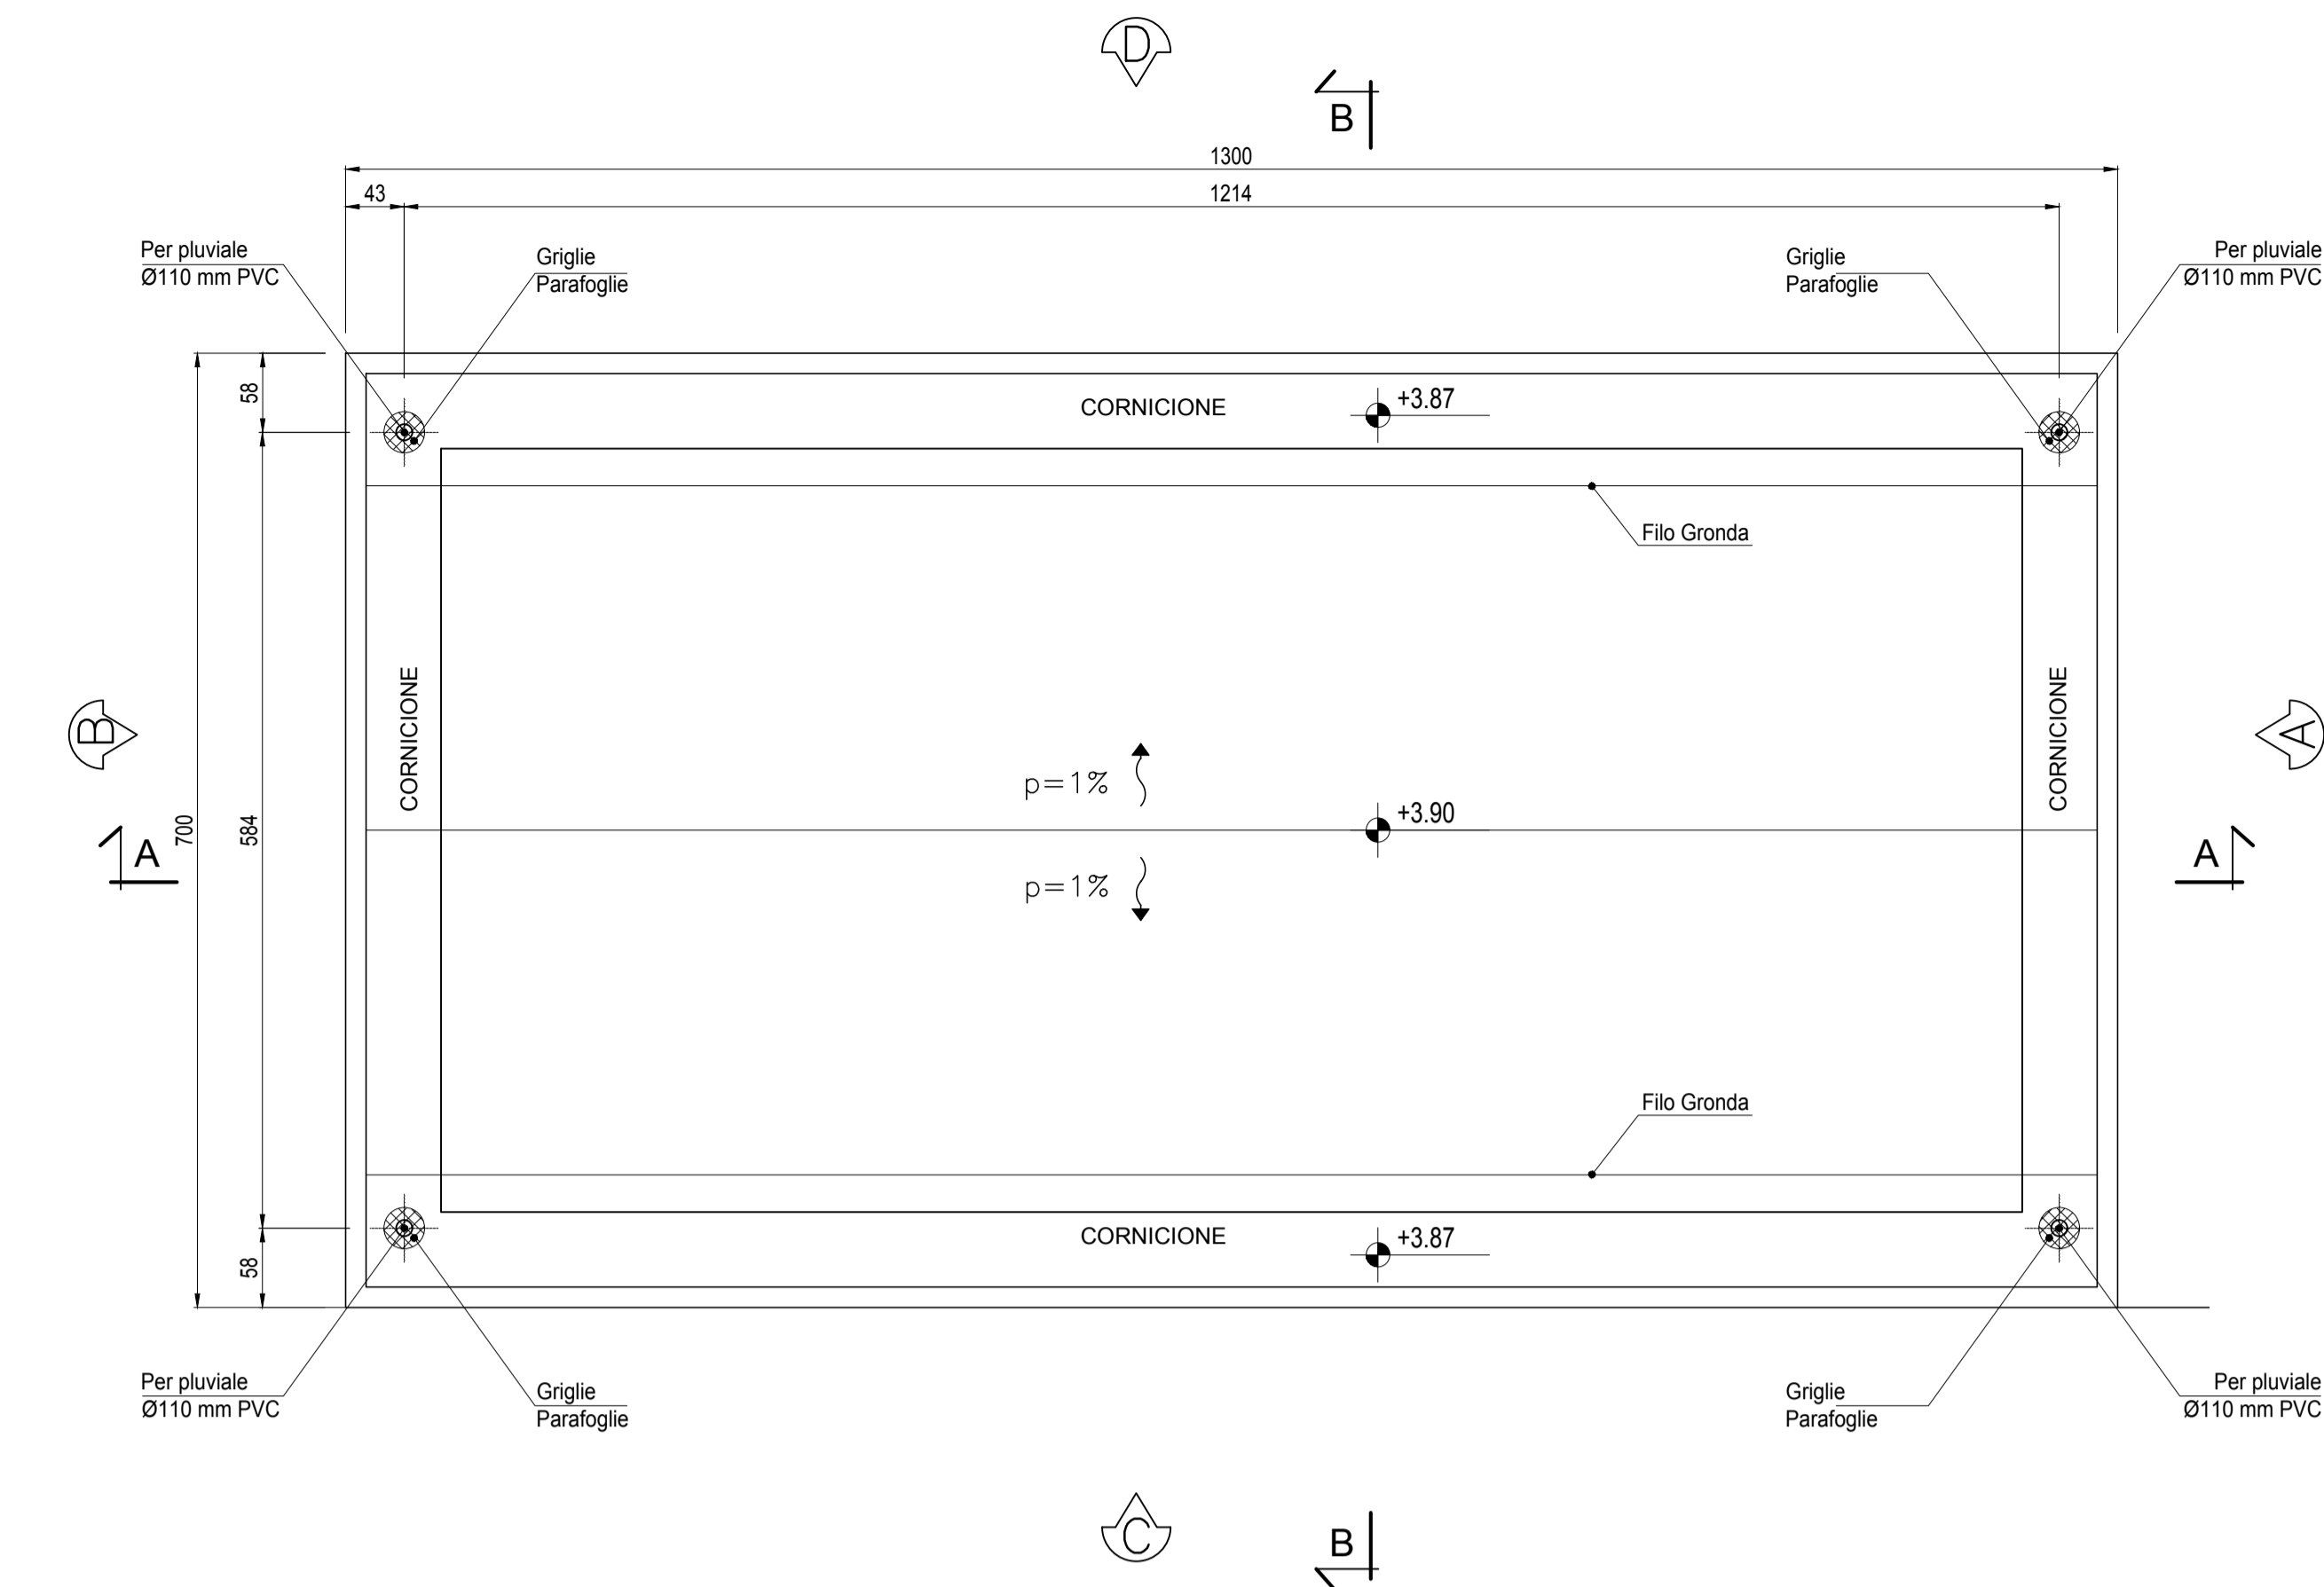 D
B
1300
43
1214
Per pluviale
Ø110 mm PVC
Griglie
Parafoglie
Griglie
Parafoglie
Per pluviale
Ø110 mm PVC
58
CORNICIONE
+3.87
Filo Gronda
CORNICIONE
CORNICIONE
B
A
p=1%
700
584
+3.90
A
A
p=1%
Filo Gronda
58
CORNICIONE
+3.87
Per pluviale
Ø110 mm PVC
Griglie
Parafoglie
Griglie
Parafoglie
Per pluviale
Ø110 mm PVC
C
B